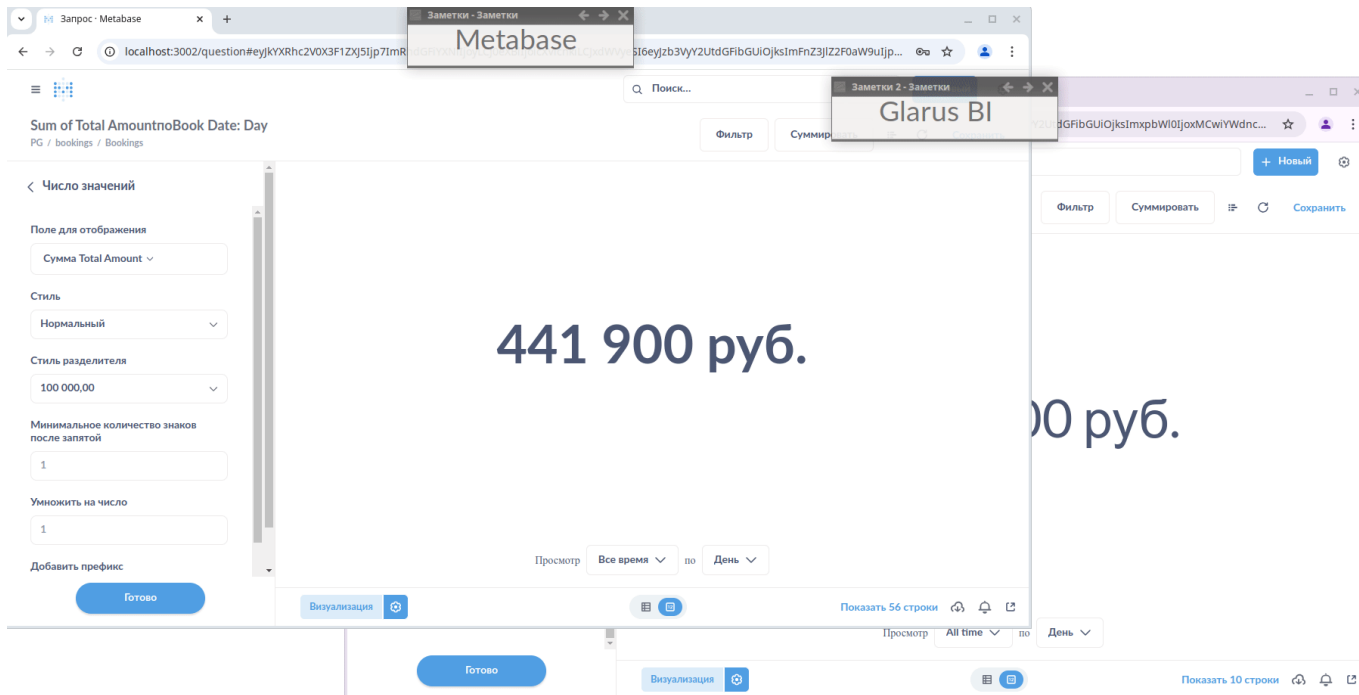 Запрос · Metabase
Заметки - Заметки
Metabase
localhost:3002/question#eyJkYXRhc2V0X3F1ZXJ5Ijp7ImR
Поиск...
Заметки 2 - Заметки
Glarus BI
Sum of Total AmountпоBook Date: Day
PG / bookings / Bookings
Фильтр
Суммировать
Сохранить
+ Новый
Фильтр
Суммировать
Сохранить
Число значений
Поле для отображения
Сумма Total Amount
Стиль
Нормальный
Стиль разделителя
100 000,00
Минимальное количество знаков
после запятой
1
Умножить на число
1
Добавить префикс
Готово
441 900 руб.
00 руб.
Просмотр Все время по День
Визуализация
Показать 56 строки
Просмотр All time по День
Готово
Визуализация
Показать 10 строки